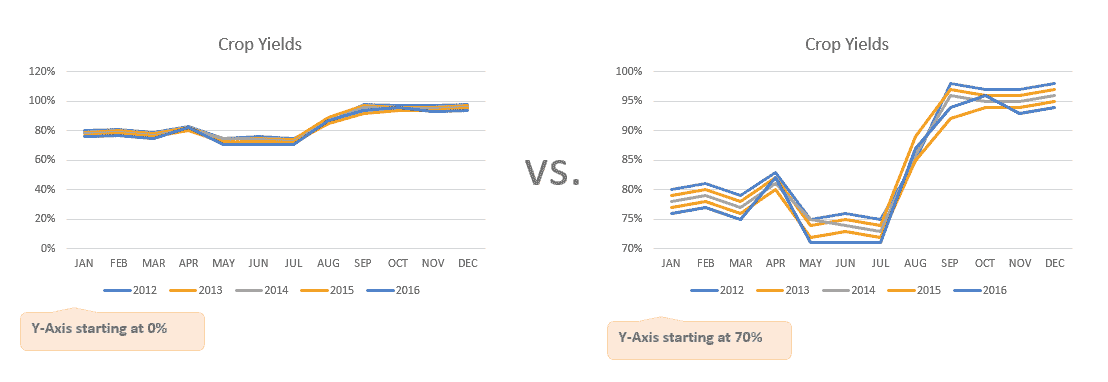 Crop Yields
120%
100%
80%
60%
40%
20%
0%
JAN FEB MAR APR MAY JUN JUL AUG SEP OCT NOV DEC
2012 2013 2014 2015 2016
Y-Axis starting at 0%
vs.
Crop Yields
100%
95%
90%
85%
80%
75%
70%
JAN FEB MAR APR MAY JUN JUL AUG SEP OCT NOV DEC
2012 2013 2014 2015 2016
Y-Axis starting at 70%